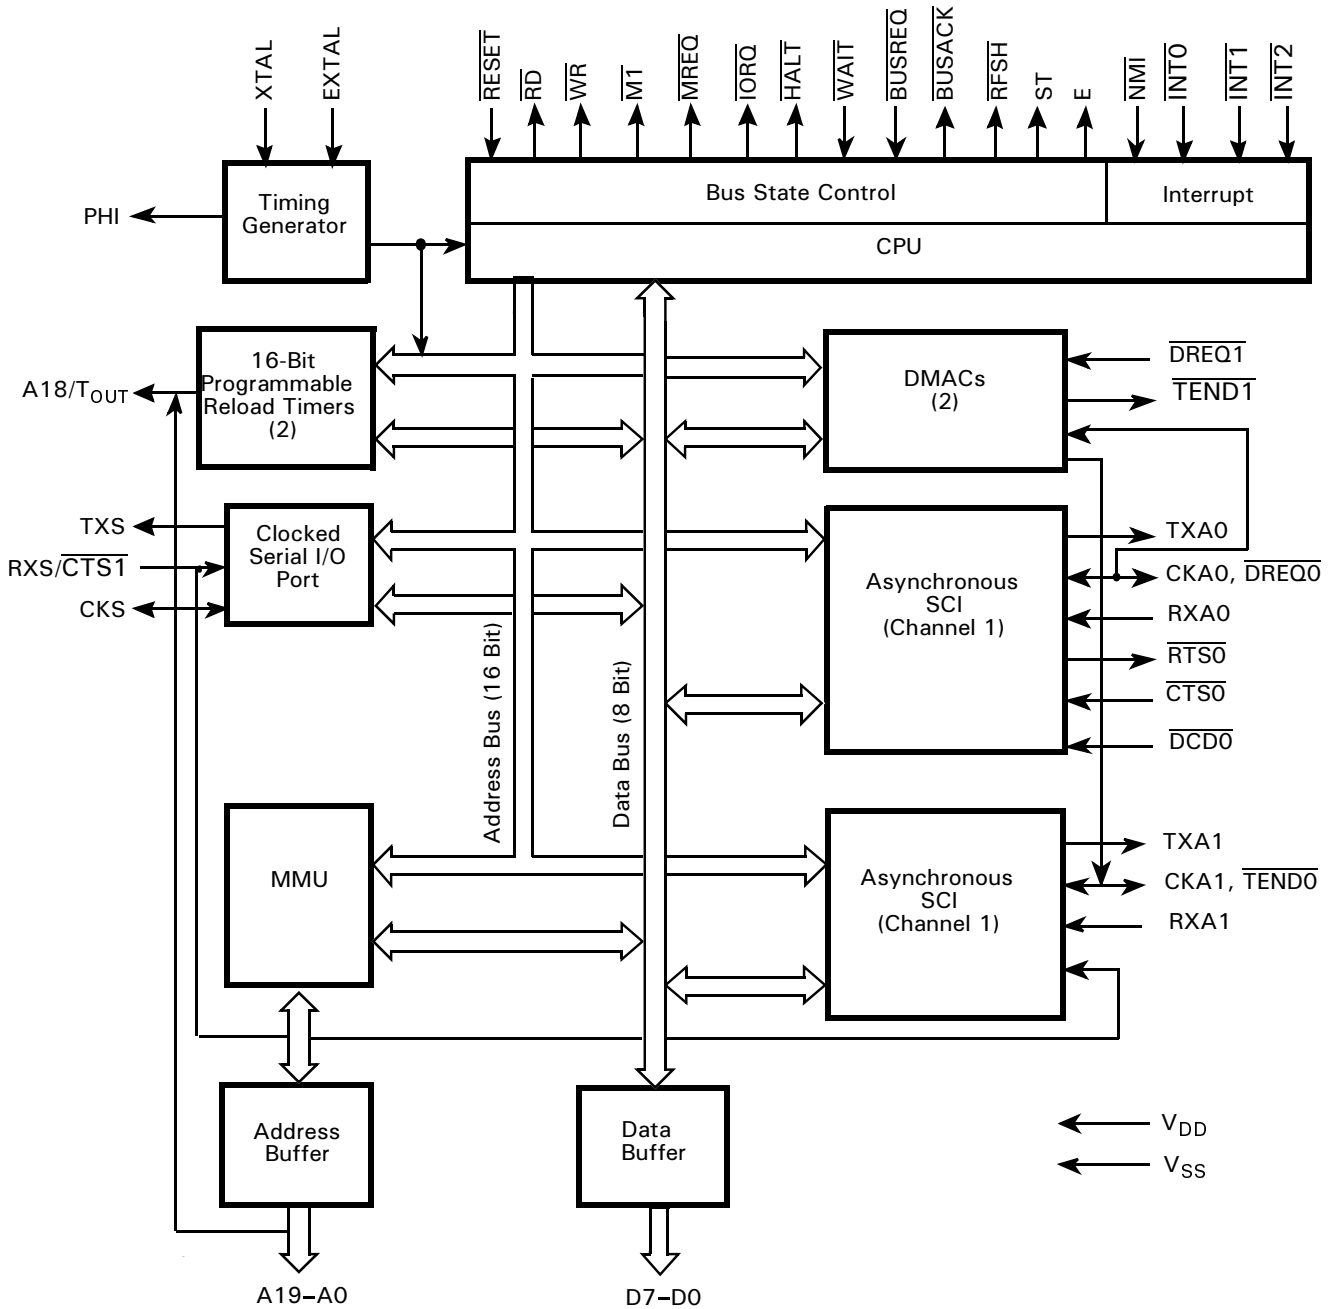 XTAL
EXTAL
RESET
RD
WR
M1
MREQ
IORQ
HALT
WAIT
BUSREQ
BUSACK
RFSH
ST
E
NMI
INT0
INT1
INT2
Timing
Generator
PHI
Bus State Control
Interrupt
CPU
16-Bit
Programmable
Reload Timers
(2)
A18/TOUT
DMACs
(2)
DREQ1
TEND1
TXS
RXS/CTS1
CKS
Clocked
Serial I/O
Port
Asynchronous
SCI
(Channel 1)
TXA0
CKA0, DREQ0
RXA0
RTS0
CTS0
DCD0
Address Bus (16 Bit)
Data Bus (8 Bit)
MMU
Asynchronous
SCI
(Channel 1)
TXA1
CKA1, TEND0
RXA1
Address
Buffer
Data
Buffer
VDD
VSS
A19–A0
D7–D0